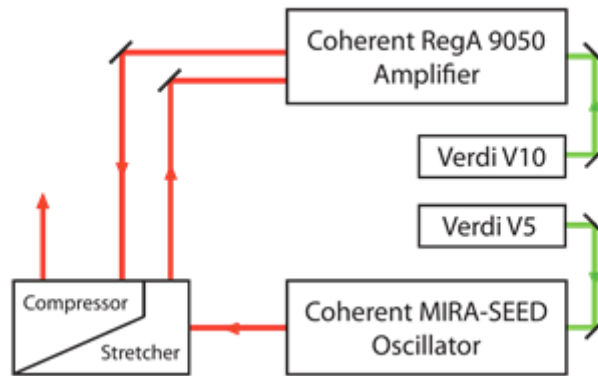 Coherent RegA 9050
Amplifier
Verdi V10
Verdi V5
Compressor
Stretcher
Coherent MIRA-SEED
Oscillator